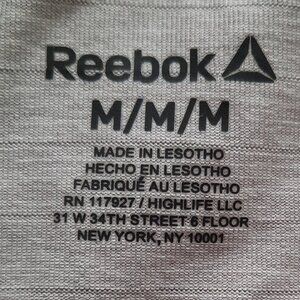 Reebok
M/M/M
MADE IN LESOTHO
HECHO EN LESOTHO
FABRIQUÉ AU LESOTHO
RN 117927 / HIGHLIFE LLC
31 W 34TH STREET 6 FLOOR
NEW YORK, NY 10001